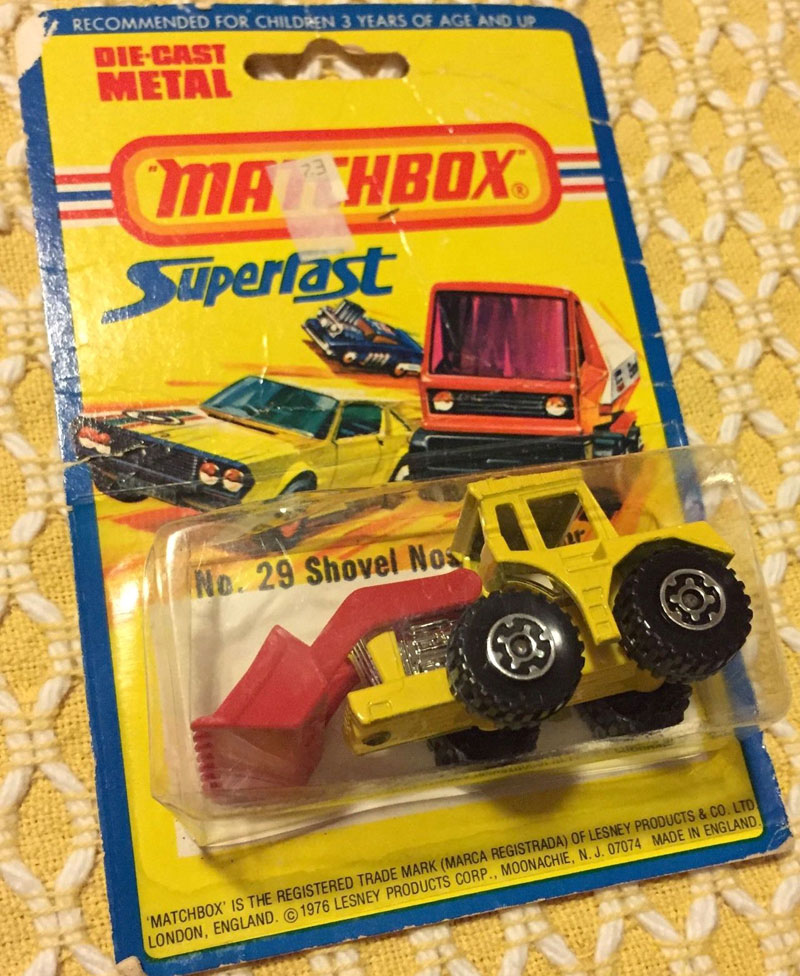 RECOMMENDED FOR CHILDREN 3 YEARS OF AGE AND UP
DIE-CAST
METAL
"MATCHBOX"®
23
Superfast
No. 29 Shovel Nos or
'MATCHBOX' IS THE REGISTERED TRADE MARK (MARCA REGISTRADA) OF LESNEY PRODUCTS & CO. LTD
LONDON, ENGLAND. © 1976 LESNEY PRODUCTS CORP., MOONACHIE, N. J. 07074 MADE IN ENGLAND.